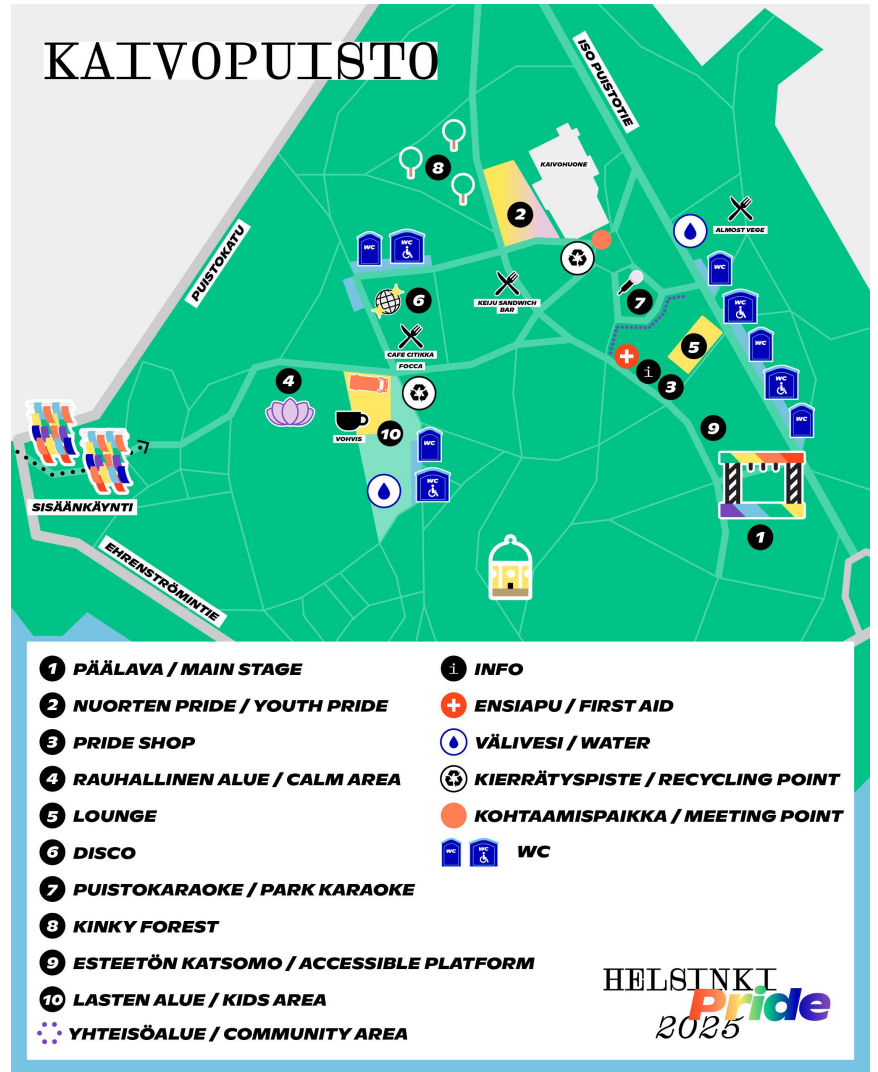 KAIVOPUISTO
ISO PUISTOTIE
8
KAIVOHUONE
2
ALMOST VEGE
PUISTOKATU
WC
WC
WC
6
KEIJU SANDWICH
BAR
7
WC
CAFE CITIKKA
FOCCA
5
WC
i
3
WC
4
VOHVIS
10
9
WC
WC
WC
SISÄÄNKÄYNTI
1
EHRENSTRÖMINTIE
1 PÄÄLAVA / MAIN STAGE
2 NUORTEN PRIDE / YOUTH PRIDE
3 PRIDE SHOP
4 RAUHALLINEN ALUE / CALM AREA
5 LOUNGE
6 DISCO
7 PUISTOKARAOKE / PARK KARAOKE
8 KINKY FOREST
9 ESTEETÖN KATSOMO / ACCESSIBLE PLATFORM
10 LASTEN ALUE / KIDS AREA
YHTEISÖALUE / COMMUNITY AREA
i INFO
ENSIAPU / FIRST AID
VÄLIVESI / WATER
KIERRÄTYSPISTE / RECYCLING POINT
KOHTAAMISPAIKKA / MEETING POINT
WC WC WC
HELSINKI
Pride
2025